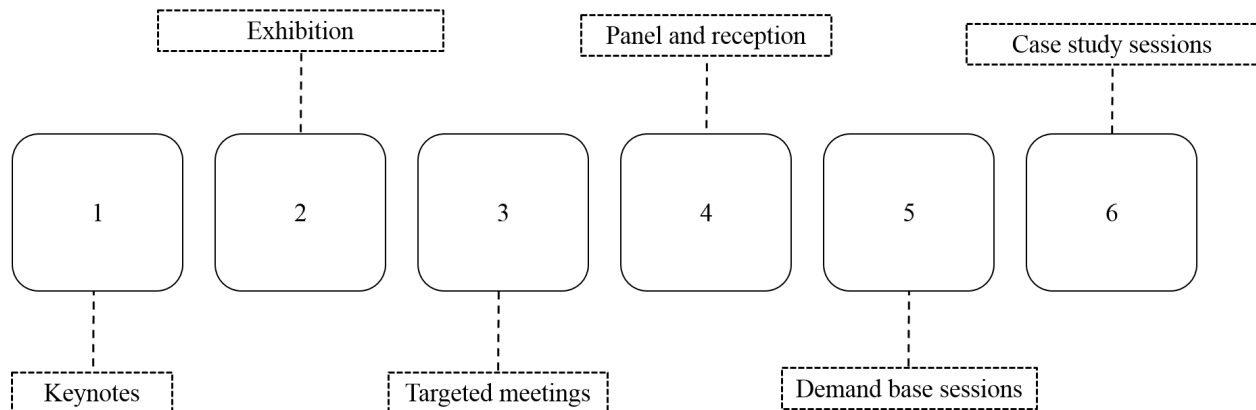 Exhibition
Panel and reception
Case study sessions
1
2
3
4
5
6
Keynotes
Targeted meetings
Demand base sessions